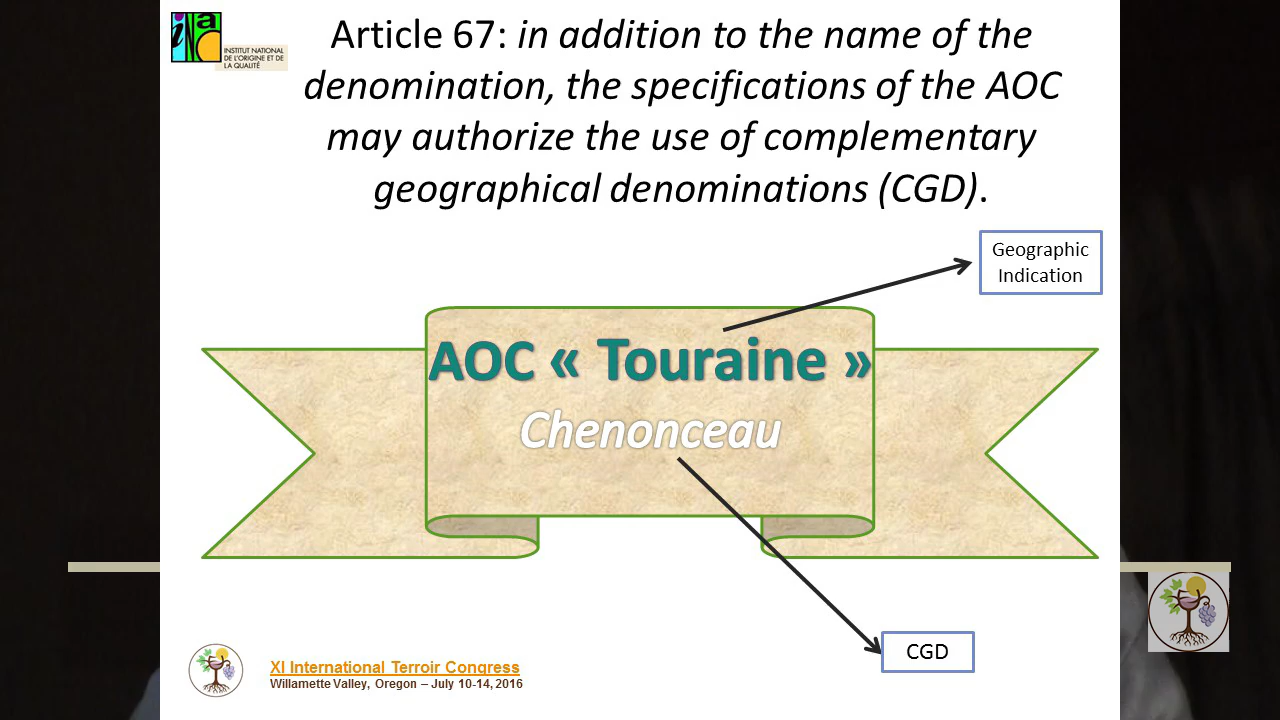 iao
INSTITUT NATIONAL
DE L'ORIGINE ET DE
LA QUALITÉ
Article 67: in addition to the name of the
denomination, the specifications of the AOC
may authorize the use of complementary
geographical denominations (CGD).
Geographic
Indication
AOC « Touraine »
Chenonceau
CGD
XI International Terroir Congress
Willamette Valley, Oregon – July 10-14, 2016